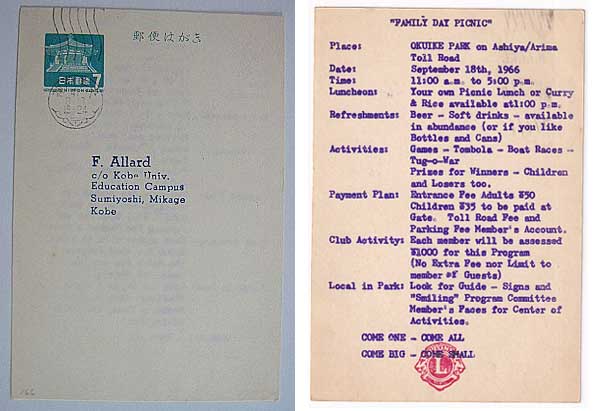 郵便はがき
日本郵便 7
F. Allard
c/o Kobe Univ.
Education Campus
Sumiyoshi, Mikage
Kobe
"FAMILY DAY PICNIC"
Place: OKUIKE PARK on Ashiya/Arima
Toll Road
Date: September 18th, 1966
Time: 11:00 a.m. to 5:00 p.m.
Luncheon: Your own Picnic Lunch or Curry
& Rice available at1:00 p.m.
Refreshments: Beer - Soft drinks - available
in abundance (or if you like
Bottles and Cans)
Activities: Games - Tombola - Boat Races -
Tug-o-War
Prizes for Winners - Children
and Losers too.
Payment Plan: Entrance Fee Adults ¥50
Children ¥35 to be paid at
Gate. Toll Road Fee and
Parking Fee Member's Account.
Club Activity: Each member will be assessed
¥1000 for this Program
(No Extra Fee nor Limit to
member of Guests)
Local in Park: Look for Guide - Signs and
"Smiling" Program Committee
Member's Faces for Center of
Activities.
COME ONE - COME ALL
COME BIG - COME SMALL
L